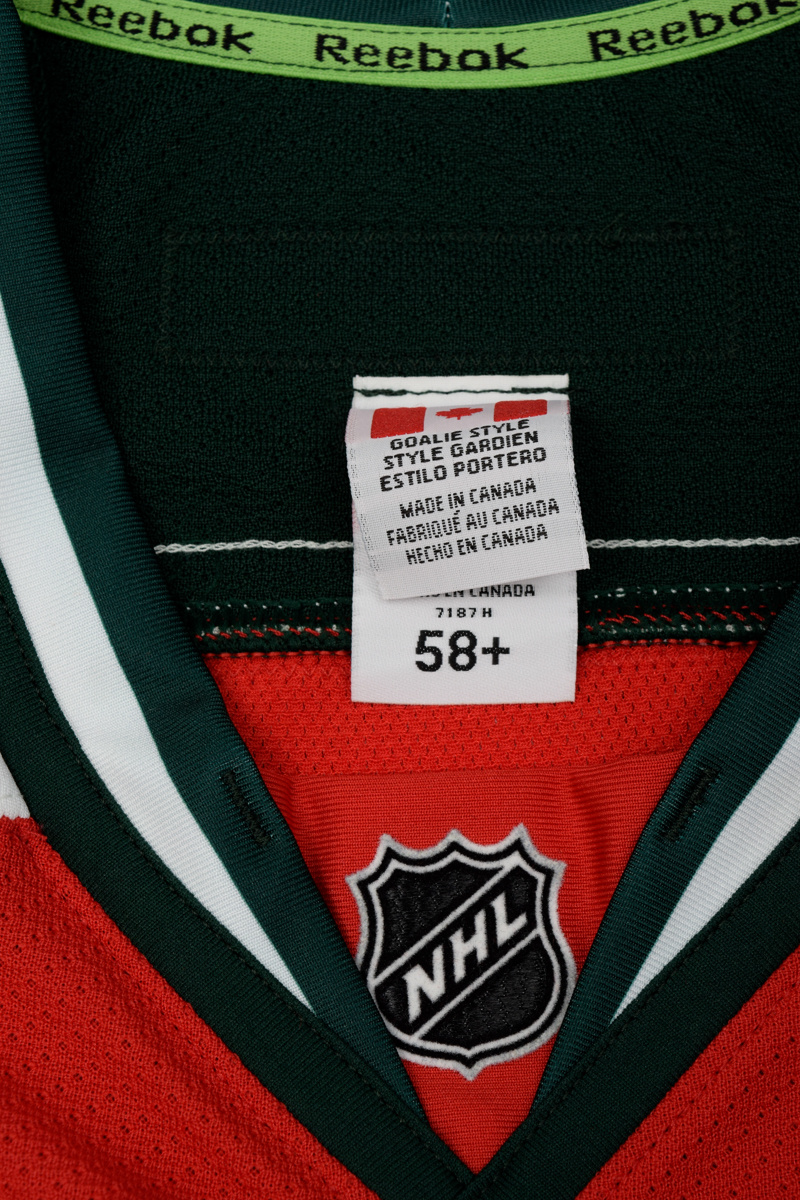 Reebok Reebok Reebok
GOALIE STYLE
STYLE GARDIEN
ESTILO PORTERO
MADE IN CANADA
FABRIQUÉ AU CANADA
HECHO EN CANADA
EN CANADA
7187 H
58+
NHL